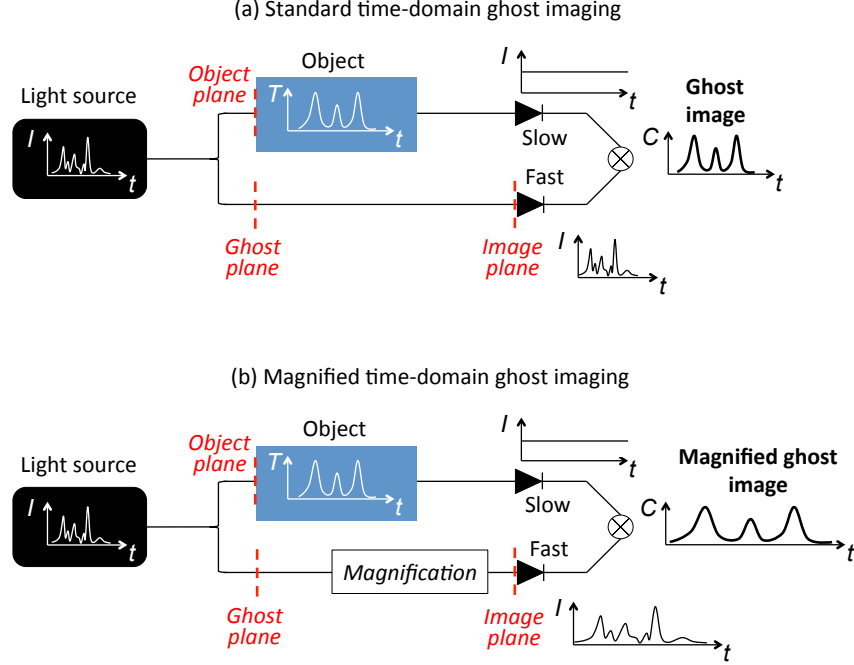 (a) Standard time-domain ghost imaging
Light source
I
t
Object
plane
Object
T
t
I
t
Slow
Fast
Ghost
image
C
t
Ghost
plane
Image
plane
I
t
(b) Magnified time-domain ghost imaging
Light source
I
t
Object
plane
Object
T
t
I
t
Slow
Fast
Magnified ghost
image
C
t
Magnification
Ghost
plane
Image
plane
I
t